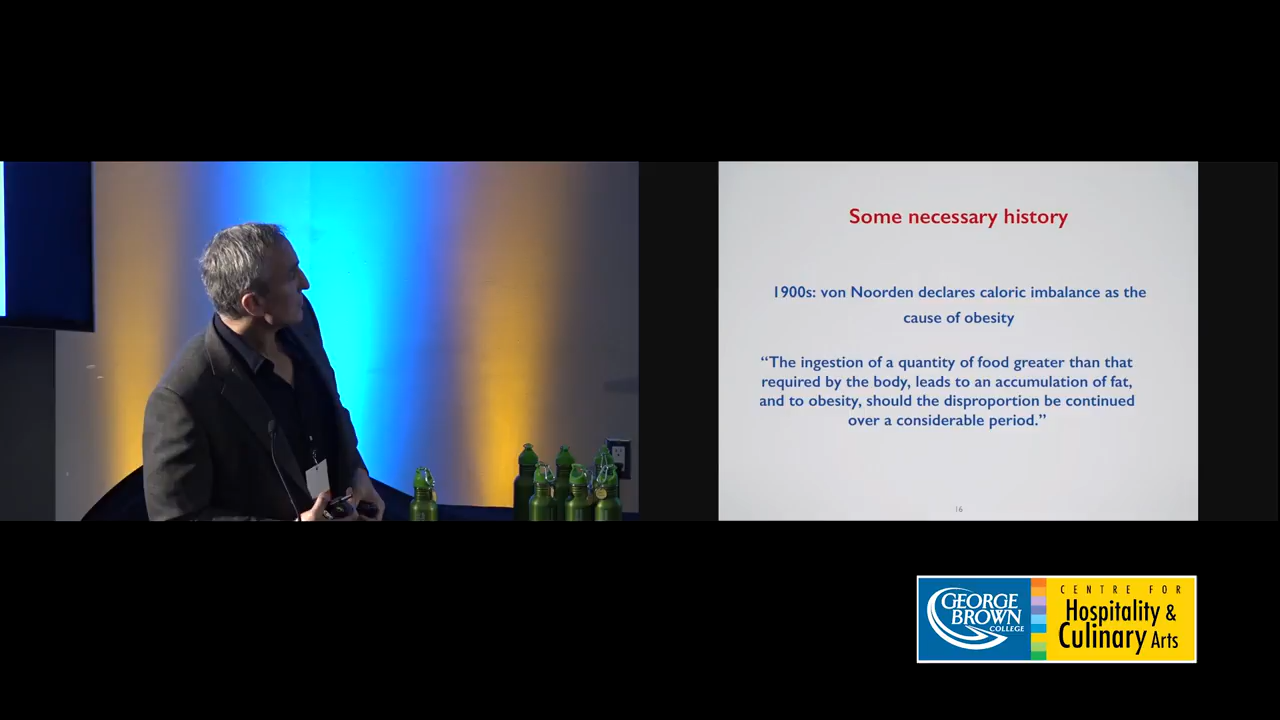 Some necessary history
1900s: von Noorden declares caloric imbalance as the
cause of obesity
“The ingestion of a quantity of food greater than that
required by the body, leads to an accumulation of fat,
and to obesity, should the disproportion be continued
over a considerable period.”
16
GEORGE
BROWN
COLLEGE
CENTRE FOR
Hospitality &
Culinary Arts